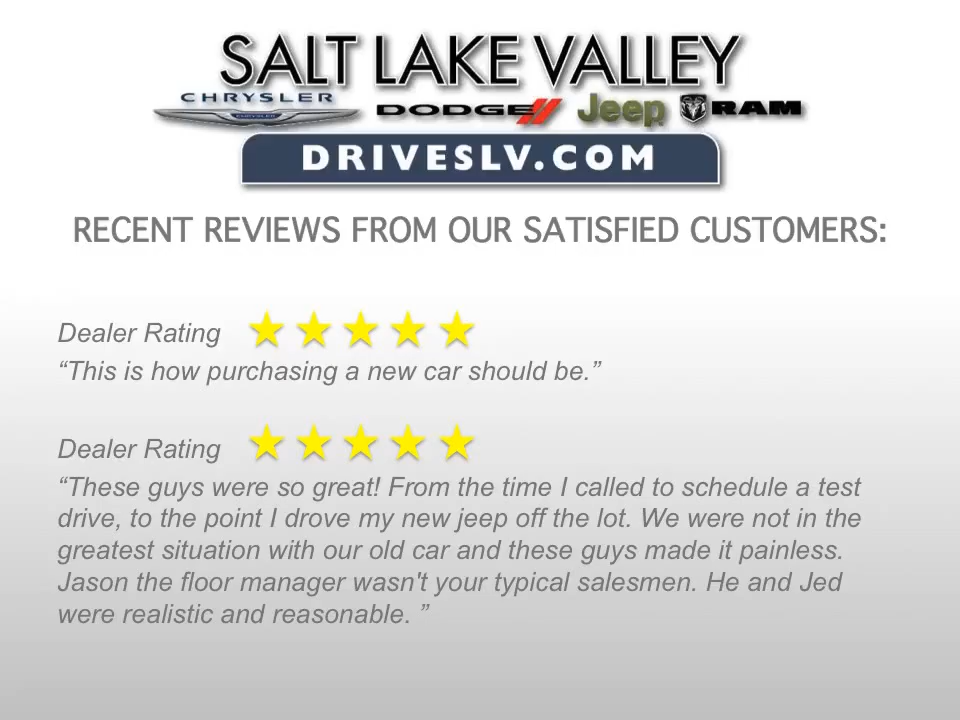 SALT LAKE VALLEY
CHRYSLER DODGE Jeep RAM
CHRYSLER
DRIVESLV.COM
RECENT REVIEWS FROM OUR SATISFIED CUSTOMERS:
Dealer Rating
“This is how purchasing a new car should be.”
Dealer Rating
“These guys were so great! From the time I called to schedule a test
drive, to the point I drove my new jeep off the lot. We were not in the
greatest situation with our old car and these guys made it painless.
Jason the floor manager wasn't your typical salesmen. He and Jed
were realistic and reasonable. ”